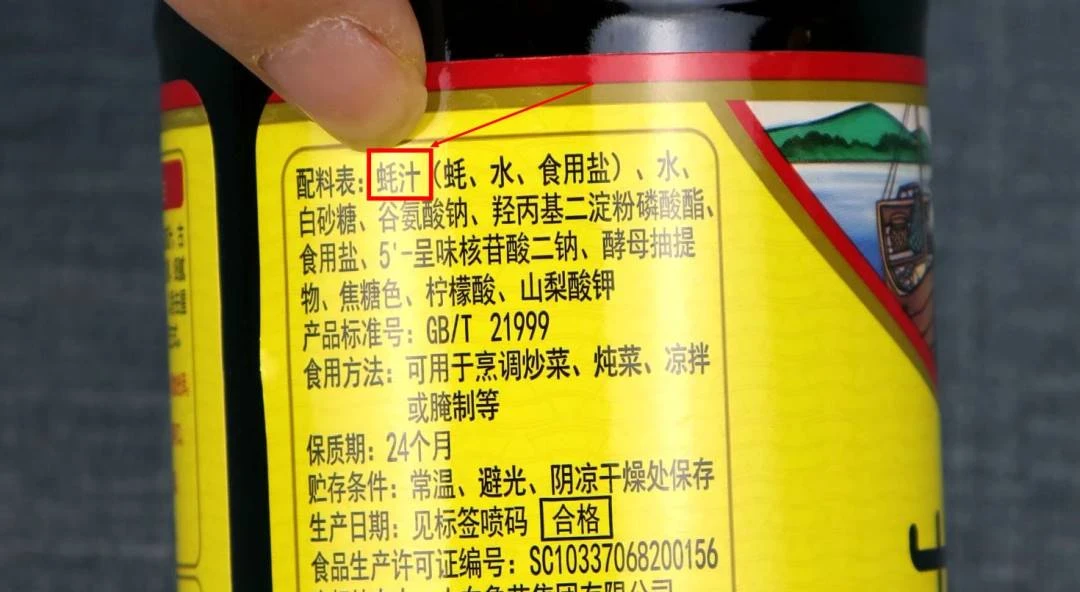 配料表：蚝汁（蚝、水、食用盐）、水、
白砂糖、谷氨酸钠、羟丙基二淀粉磷酸酯、
食用盐、5'-呈味核苷酸二钠、酵母抽提
物、焦糖色、柠檬酸、山梨酸钾
产品标准号：GB/T 21999
食用方法：可用于烹调炒菜、炖菜、凉拌
或腌制等
保质期：24个月
贮存条件：常温、避光、阴凉干燥处保存
生产日期：见标签喷码 合格
食品生产许可证编号：SC10337068200156